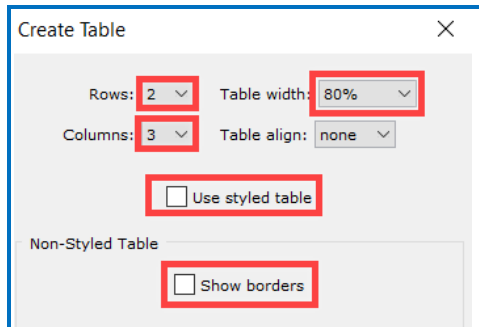 Create Table
Rows: 2 Table width: 80%
Columns: 3 Table align: none
Use styled table
Non-Styled Table
Show borders